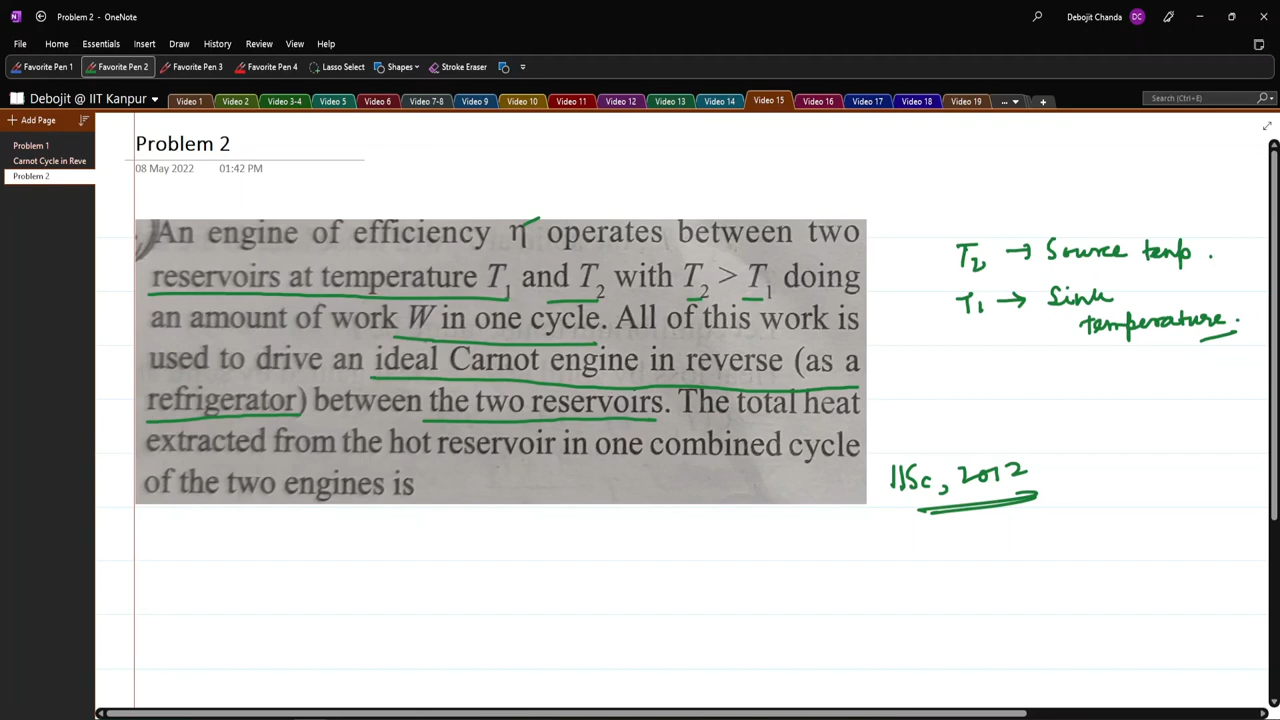 Problem 2 - OneNote
Debojit Chanda DC
File Home Essentials Insert Draw History Review View Help
Favorite Pen 1 Favorite Pen 2 Favorite Pen 3 Favorite Pen 4 Lasso Select Shapes Stroke Eraser
Debojit @ IIT Kanpur Video 1 Video 2 Video 3-4 Video 5 Video 6 Video 7-8 Video 9 Video 10 Video 11 Video 12 Video 13 Video 14 Video 15 Video 16 Video 17 Video 18 Video 19 ... + Search (Ctrl+E)
+ Add Page
Problem 1
Carnot Cycle in Reve
Problem 2
Problem 2
08 May 2022 01:42 PM
An engine of efficiency η operates between two
reservoirs at temperature T₁ and T₂ with T₂ > T₁ doing
an amount of work W in one cycle. All of this work is
used to drive an ideal Carnot engine in reverse (as a
refrigerator) between the two reservoirs. The total heat
extracted from the hot reservoir in one combined cycle
of the two engines is
T₂ → Source temp.
T₁ → Sink
temperature.
IISc, 2012